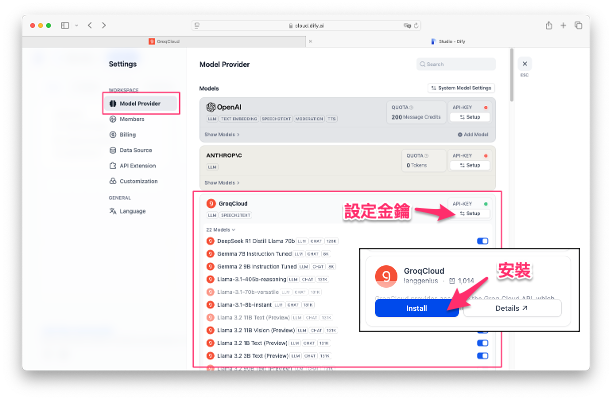 cloud.dify.ai
GroqCloud
Studio - Dify
Settings
WORKSPACE
Model Provider
Members
Billing
Data Source
API Extension
Customization
GENERAL
Language
Model Provider
Search
ESC
Models
System Model Settings
OpenAI
LLM TEXT EMBEDDING SPEECH2TEXT MODERATION TTS
QUOTA
200 Message Credits
API-KEY
Setup
Show Models
Add Model
ANTHROP\C
LLM
QUOTA
0 Tokens
API-KEY
Setup
Show Models
GroqCloud
LLM SPEECH2TEXT
API-KEY
Setup
設定金鑰
22 Models
DeepSeek R1 Distill Llama 70b LLM CHAT 128K
Gemma 7B Instruction Tuned LLM CHAT 8K
Gemma 2 9B Instruction Tuned LLM CHAT 8K
Llama-3.1-405b-reasoning LLM CHAT 128K
Llama-3.1-70b-versatile LLM CHAT 131K
Llama-3.1-8b-instant LLM CHAT 131K
Llama 3.2 11B Text (Preview) LLM CHAT 131K
Llama 3.2 11B Vision (Preview) LLM CHAT 131K
Llama 3.2 1B Text (Preview) LLM CHAT 131K
Llama 3.2 3B Text (Preview) LLM CHAT 131K
GroqCloud
langgenius · 1,014
安裝
Install
Details